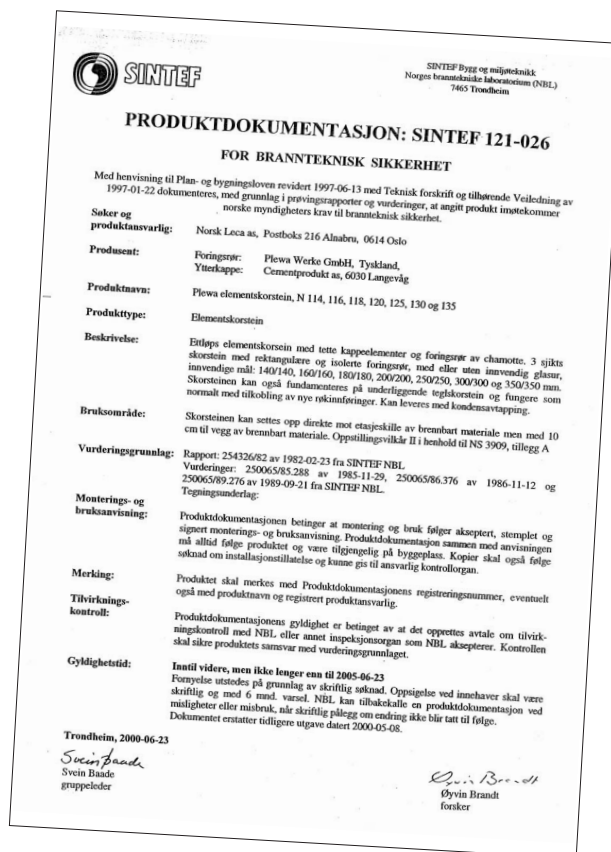 SINTEF
SINTEF Bygg og miljøteknikk
Norges branntekniske laboratorium (NBL)
7465 Trondheim
PRODUKTDOKUMENTASJON: SINTEF 121-026
FOR BRANNTEKNISK SIKKERHET
Med henvisning til Plan- og bygningsloven revidert 1997-06-13 med Teknisk forskrift og tilhørende Veiledning av
1997-01-22 dokumenteres, med grunnlag i prøvingsrapporter og vurderinger, at angitt produkt imøtekommer
norske myndigheters krav til brannteknisk sikkerhet.
Søker og
produktansvarlig: Norsk Leca as, Postboks 216 Alnabru, 0614 Oslo
Produsent: Foringsrør: Plewa Werke GmbH, Tyskland,
Ytterkappe: Cementprodukt as, 6030 Langevåg
Produktnavn: Plewa elementskorstein, N 114, 116, 118, 120, 125, 130 og 135
Produkttype: Elementskorstein
Beskrivelse: Ettløps elementskorsein med tette kappeelementer og foringsrør av chamotte. 3 sjikts
skorstein med rektangulære og isolerte foringsrør, med eller uten innvendig glasur,
innvendige mål: 140/140, 160/160, 180/180, 200/200, 250/250, 300/300 og 350/350 mm.
Skorsteinen kan også fundamenteres på underliggende teglskorstein og fungere som
normalt med tilkobling av nye røkinnføringer. Kan leveres med kondensavtapping.
Bruksområde: Skorsteinen kan settes opp direkte mot etasjeskille av brennbart materiale men med 10
cm til vegg av brennbart materiale. Oppstillingsvilkår II i henhold til NS 3909, tillegg A
Vurderingsgrunnlag: Rapport: 254326/82 av 1982-02-23 fra SINTEF NBL
Vurderinger: 250065/85.288 av 1985-11-29, 250065/86.376 av 1986-11-12 og
250065/89.276 av 1989-09-21 fra SINTEF NBL.
Tegningsunderlag:
Monterings- og
bruksanvisning: Produktdokumentasjonen betinger at montering og bruk følger akseptert, stemplet og
signert monterings- og bruksanvisning. Produktdokumentasjon sammen med anvisningen
må alltid følge produktet og være tilgjengelig på byggeplass. Kopier skal også følge
søknad om installasjonstillatelse og kunne gis til ansvarlig kontrollorgan.
Merking: Produktet skal merkes med Produktdokumentasjonens registreringsnummer, eventuelt
også med produktnavn og registrert produktansvarlig.
Tilvirknings-
kontroll: Produktdokumentasjonens gyldighet er betinget av at det opprettes avtale om tilvirk-
ningskontroll med NBL eller annet inspeksjonsorgan som NBL aksepterer. Kontrollen
skal sikre produktets samsvar med vurderingsgrunnlaget.
Gyldighetstid: Inntil videre, men ikke lenger enn til 2005-06-23
Fornyelse utstedes på grunnlag av skriftlig søknad. Oppsigelse ved innehaver skal være
skriftlig og med 6 mnd. varsel. NBL kan tilbakekalle en produktdokumentasjon ved
misligheter eller misbruk, når skriftlig pålegg om endring ikke blir tatt til følge.
Dokumentet erstatter tidligere utgave datert 2000-05-08.
Trondheim, 2000-06-23
Svein Baade
Svein Baade
gruppeleder
Øyvin Brandt
Øyvin Brandt
forsker